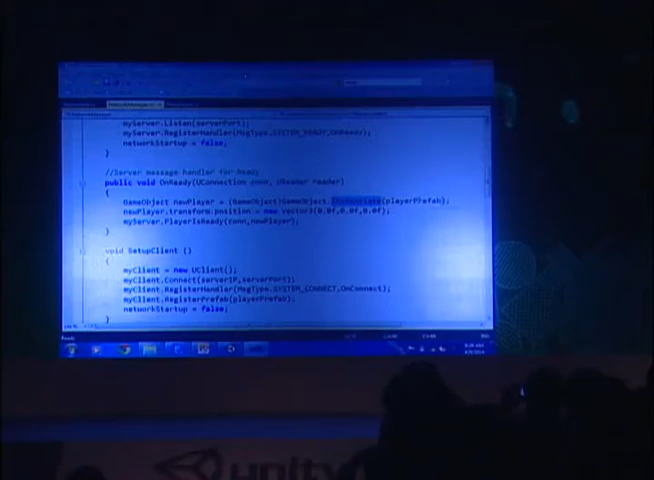 myServer.Listen(serverPort);
myServer.RegisterHandler(MsgType.SYSTEM_READY,OnReady);
networkStartup = false;
}
//Server message handler for Ready
public void OnReady(UConnection conn, UReader reader)
{
GameObject newPlayer = (GameObject)GameObject.Instantiate(playerPrefab);
newPlayer.transform.position = new Vector3(0.0f,0.0f,0.0f);
myServer.PlayerIsReady(conn,newPlayer);
}
void SetupClient ()
{
myClient = new UClient();
myClient.Connect(serverIP,serverPort);
myClient.RegisterHandler(MsgType.SYSTEM_CONNECT,OnConnect);
myClient.RegisterPrefab(playerPrefab);
networkStartup = false;
}
unity